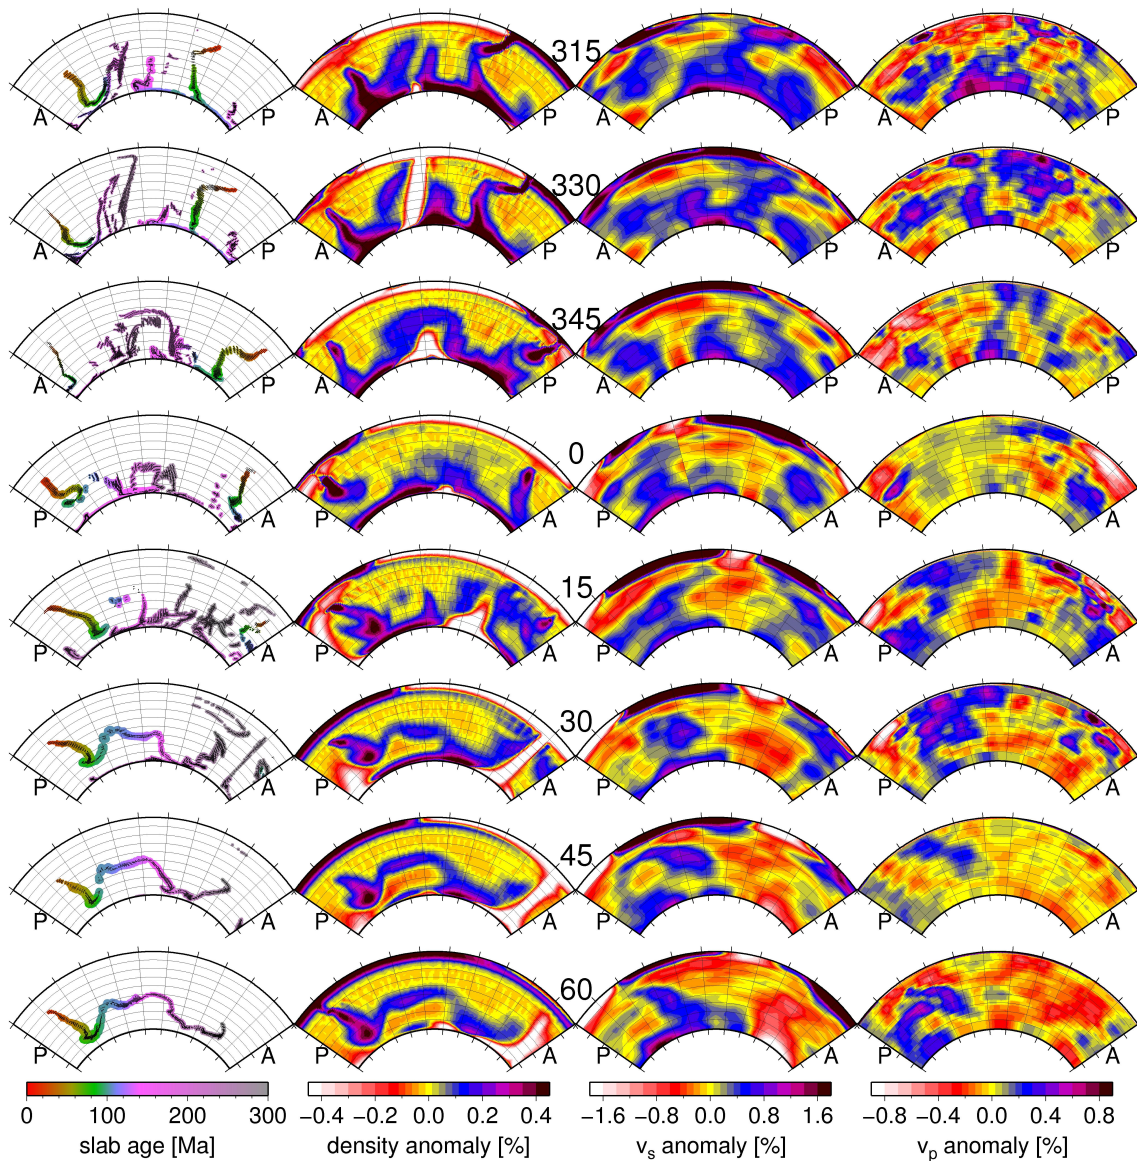 315
A P P
330
A A P P
345
A A P P
0
P P A A
15
P P A A
30
P P A A
45
P P A A
60
P P A A
0 100 200 300
−0.4 −0.2 0.0 0.2 0.4
−1.6 −0.8 0.0 0.8 1.6
−0.8 −0.4 0.0 0.4 0.8
slab age [Ma]
density anomaly [%]
vs anomaly [%]
vp anomaly [%]